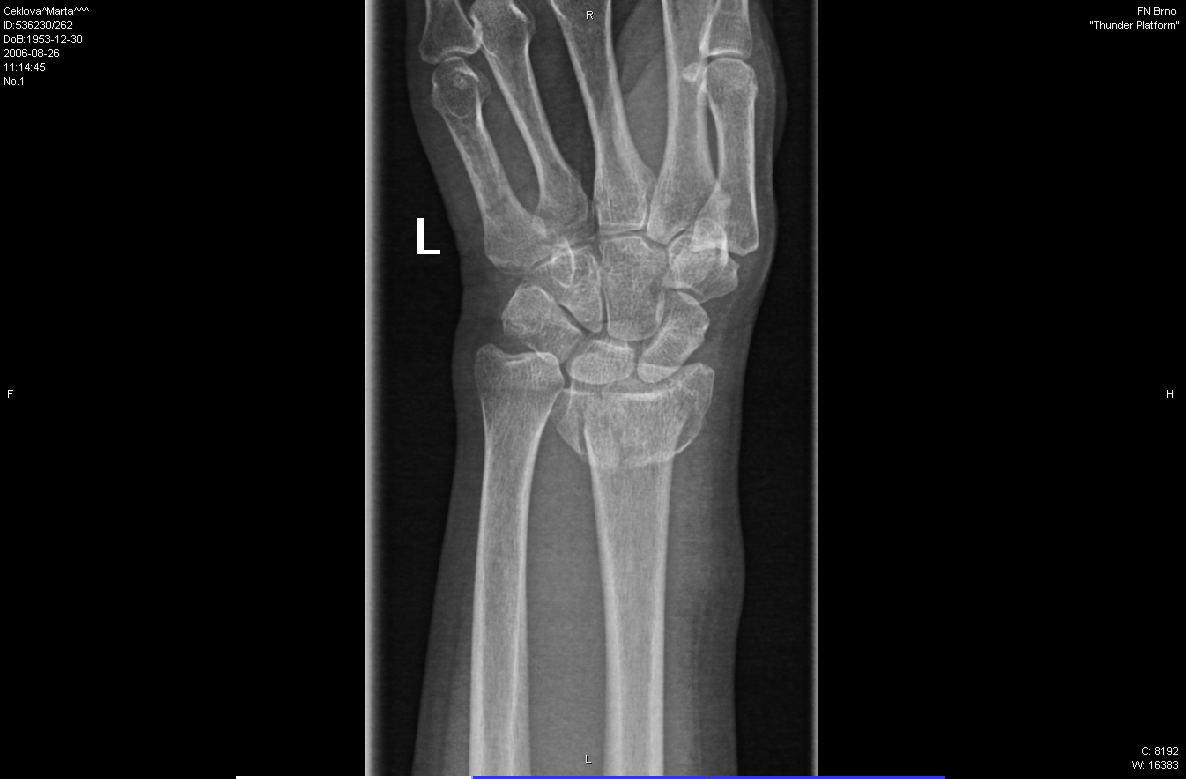 Ceklova^Marta^^^
ID:536230/262
DoB:1953-12-30
2006-08-26
11:14:45
No.1
R
FN Brno
"Thunder Platform"
L
F
H
L
C: 8192
W: 16383